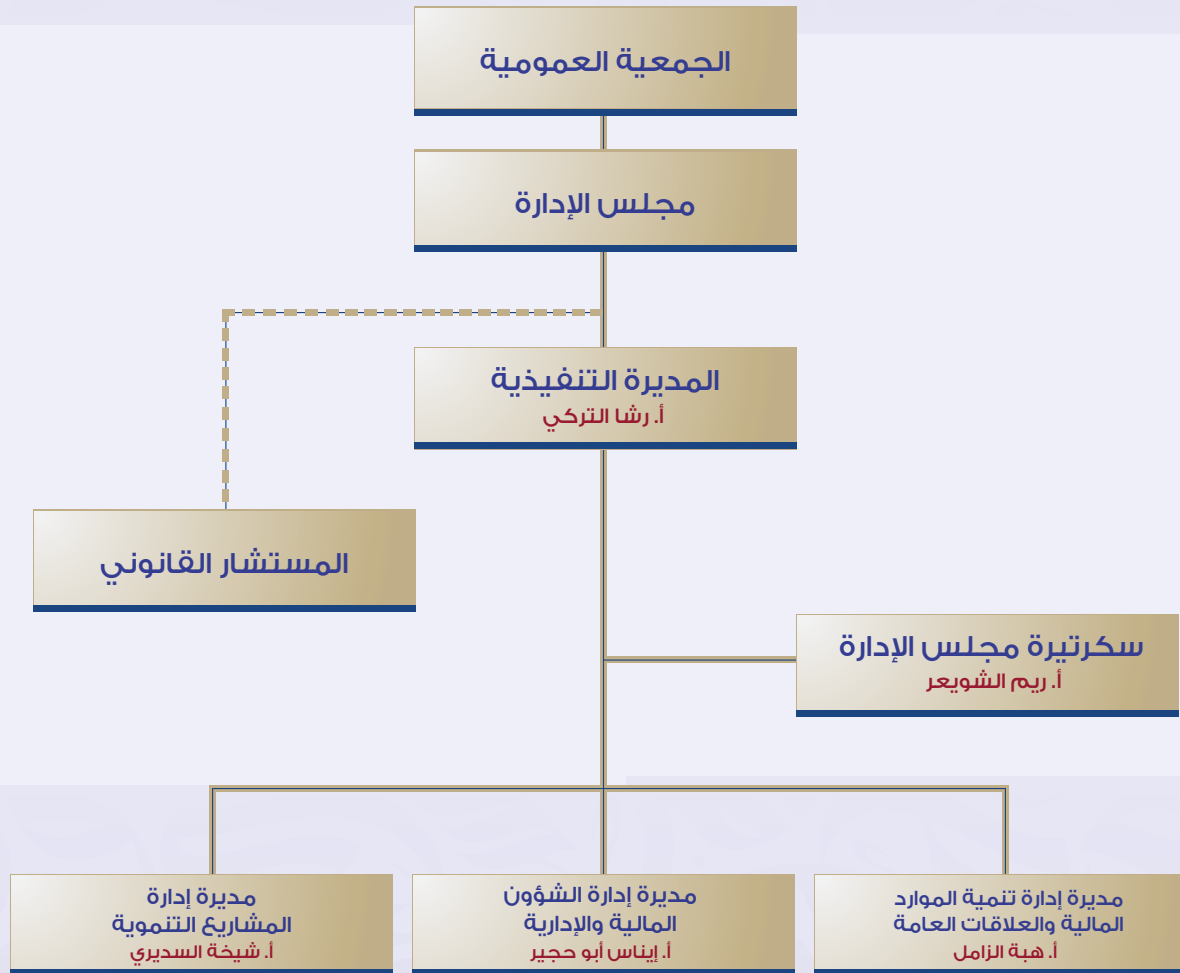 الجمعية العمومية
مجلس الإدارة
المديرة التنفيذية
أ. رشا التركي
المستشار القانوني
سكرتيرة مجلس الإدارة
أ. ريم الشويعر
مديرة إدارة تنمية الموارد
المالية والعلاقات العامة
أ. هبة الزامل
مديرة إدارة الشؤون
المالية والإدارية
أ. إيناس أبو حجير
مديرة إدارة
المشاريع التنموية
أ. شيخة السديري